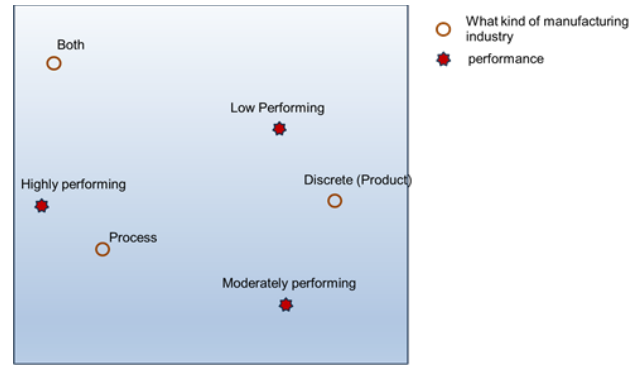 Both
Low Performing
Highly performing
Discrete (Product)
Process
Moderately performing
What kind of manufacturing
industry
performance